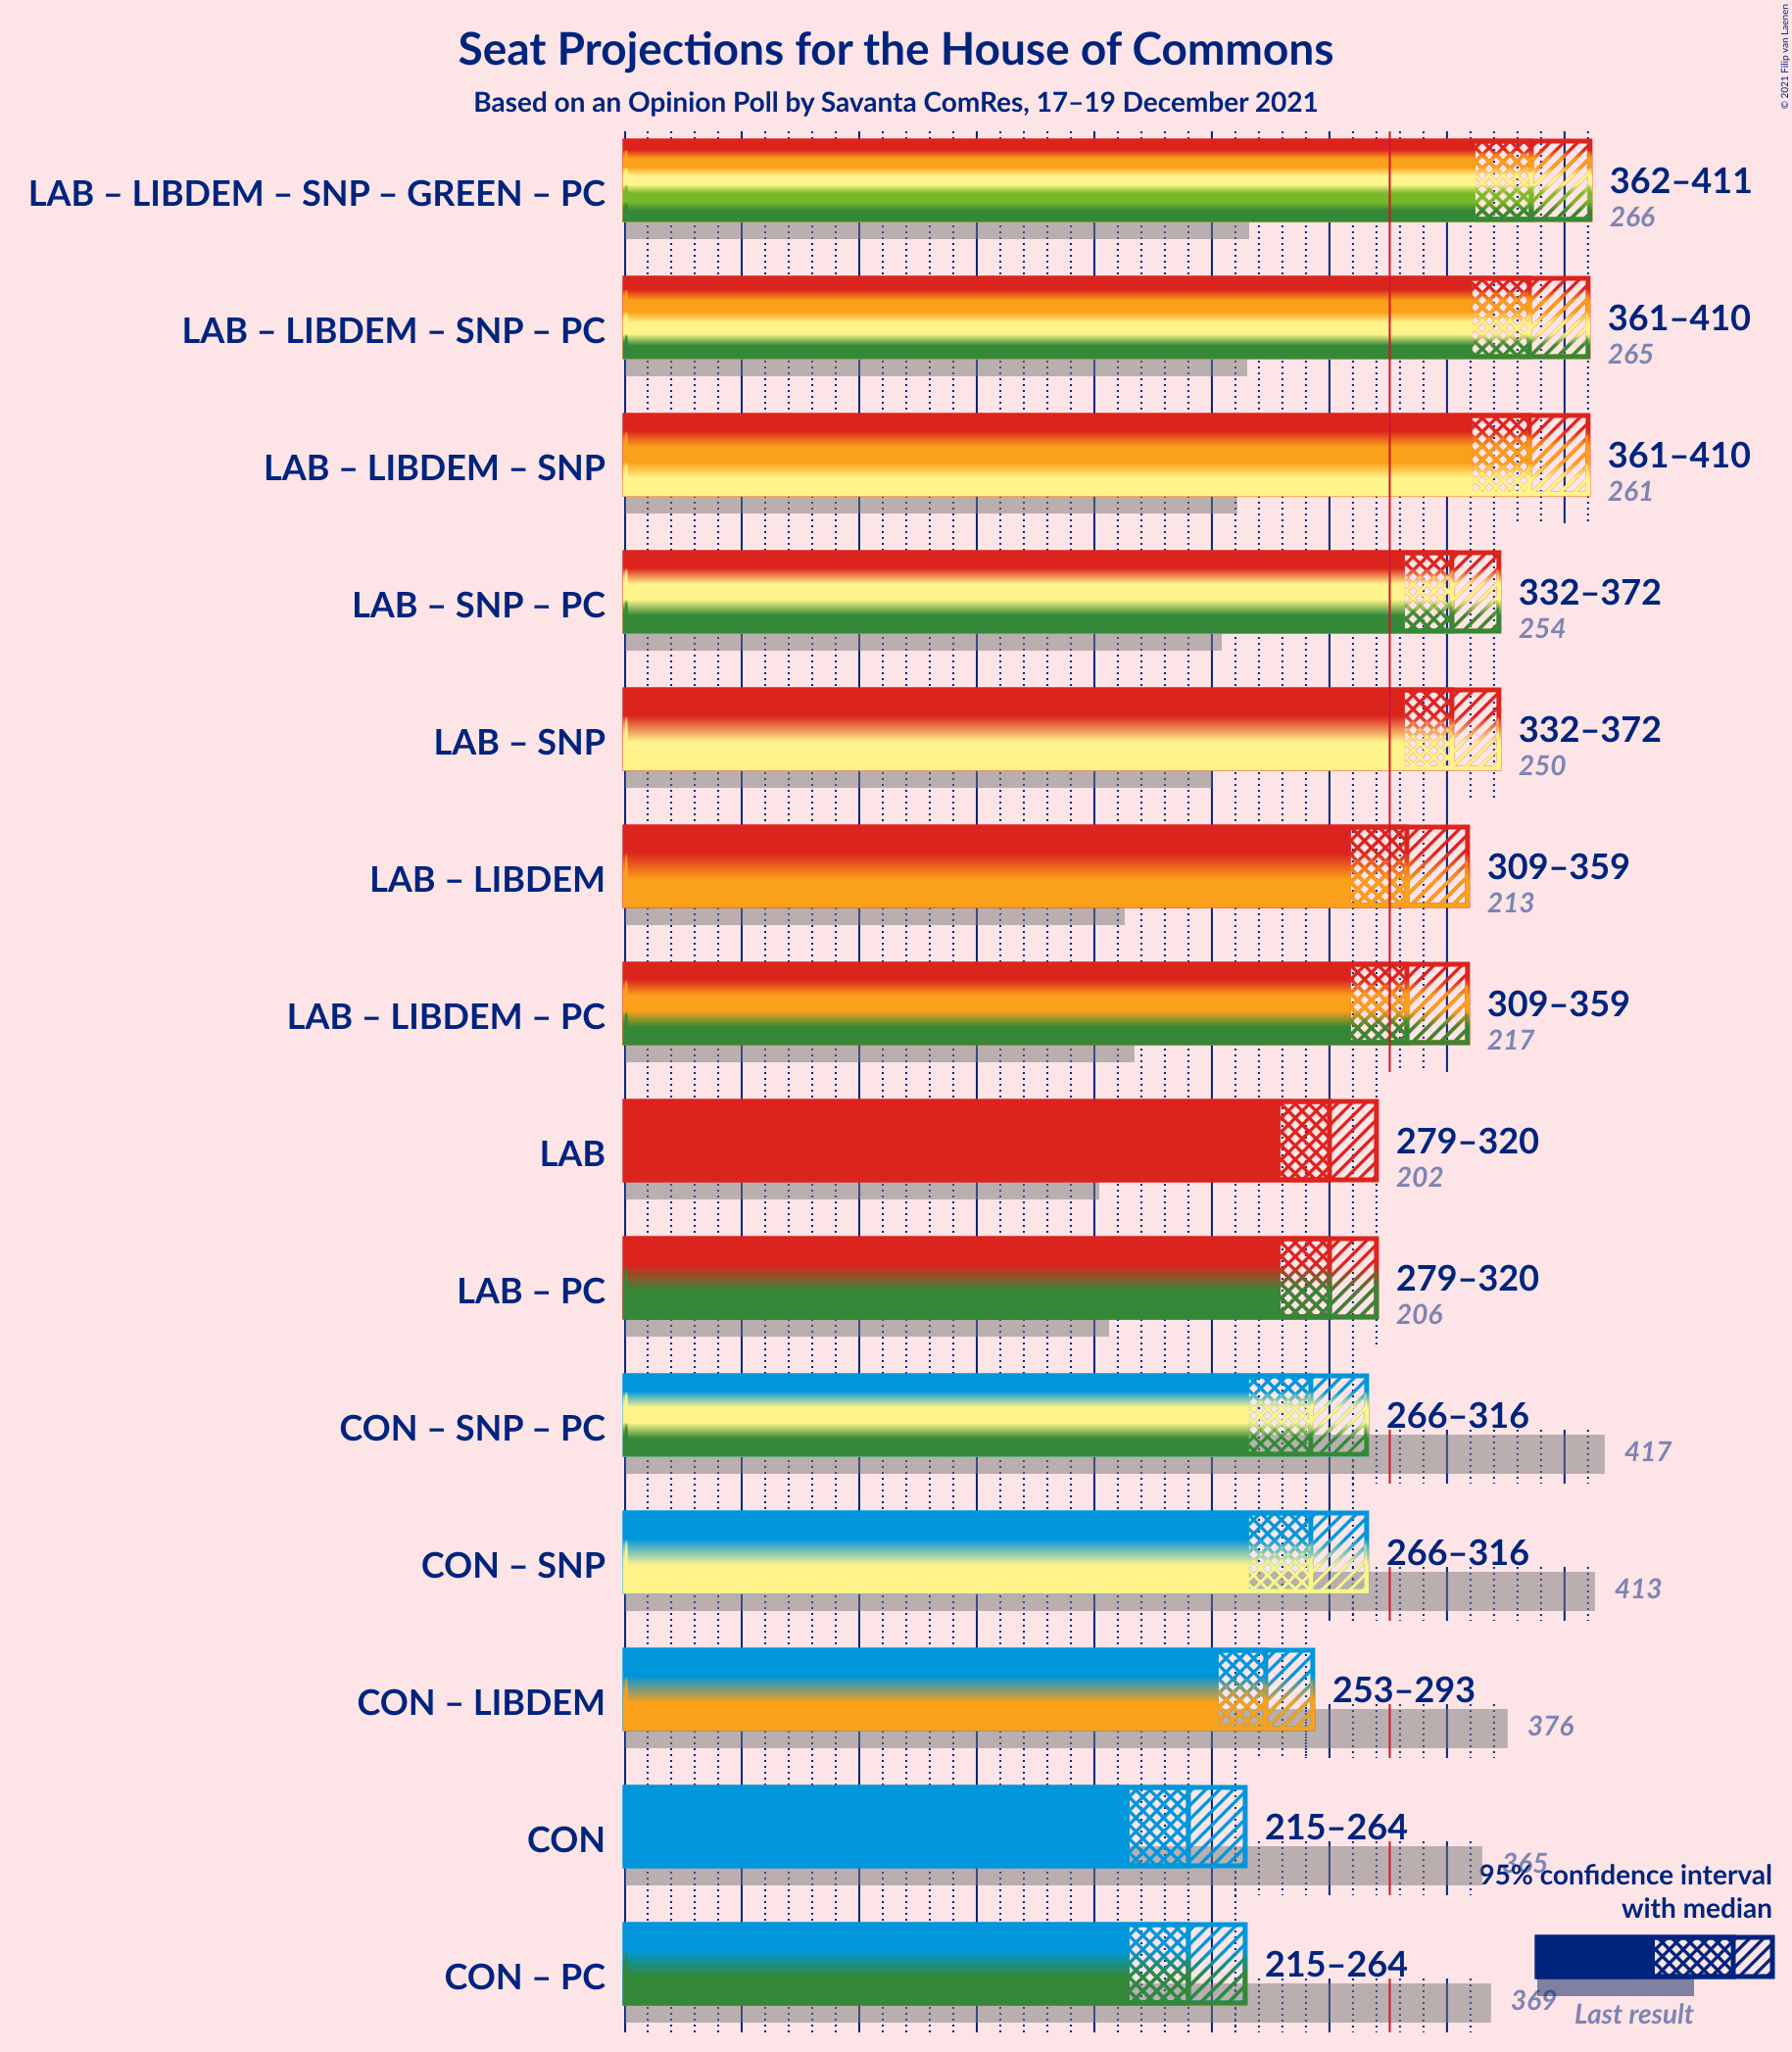 Seat Projections for the House of Commons
Based on an Opinion Poll by Savanta ComRes, 17–19 December 2021
© 2021 Filip van Laenen
LAB – LIBDEM – SNP – GREEN – PC
362–411
266
LAB – LIBDEM – SNP – PC
361–410
265
LAB – LIBDEM – SNP
361–410
261
LAB – SNP – PC
332–372
254
LAB – SNP
332–372
250
LAB – LIBDEM
309–359
213
LAB – LIBDEM – PC
309–359
217
LAB
279–320
202
LAB – PC
279–320
206
CON – SNP – PC
266–316
417
CON – SNP
266–316
413
CON – LIBDEM
253–293
376
CON
215–264
365
CON – PC
215–264
369
95% confidence interval
with median
Last result